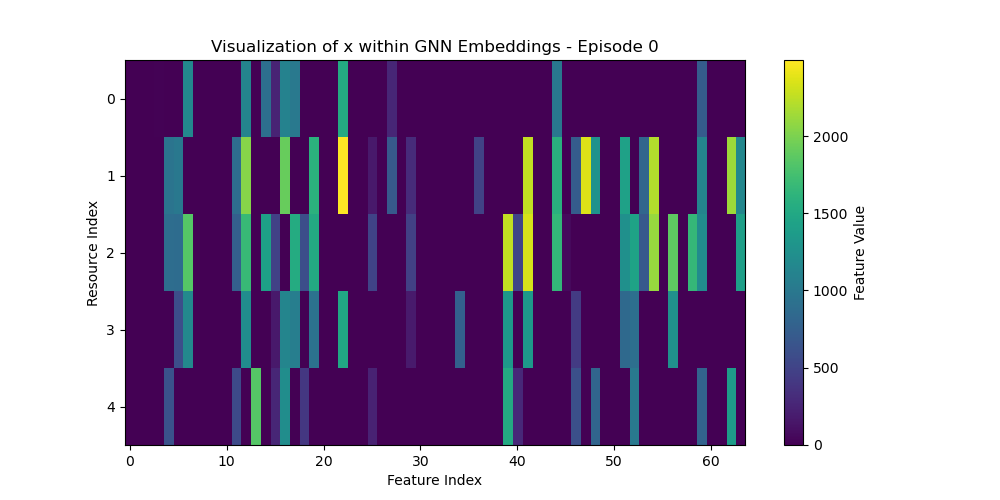 Visualization of x within GNN Embeddings - Episode 0
Resource Index
0
1
2
3
4
0 10 20 30 40 50 60
Feature Index
2000
1500
1000
500
0
Feature Value